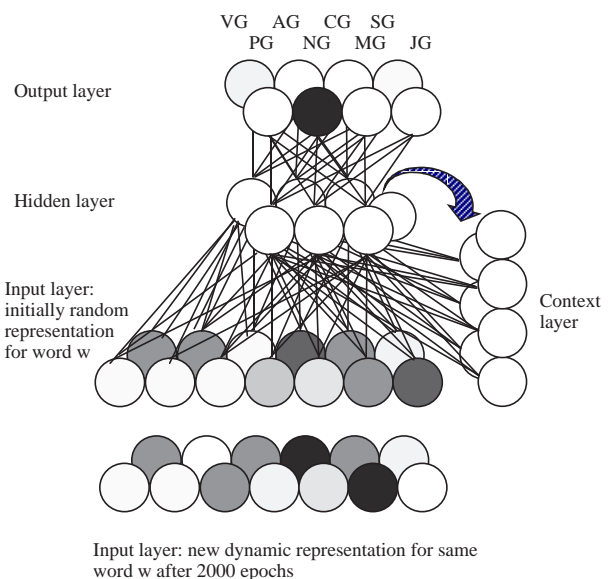 VG AG CG SG
PG NG MG JG
Output layer
Hidden layer
Input layer:
initially random
representation
for word w
Context
layer
Input layer: new dynamic representation for same
word w after 2000 epochs